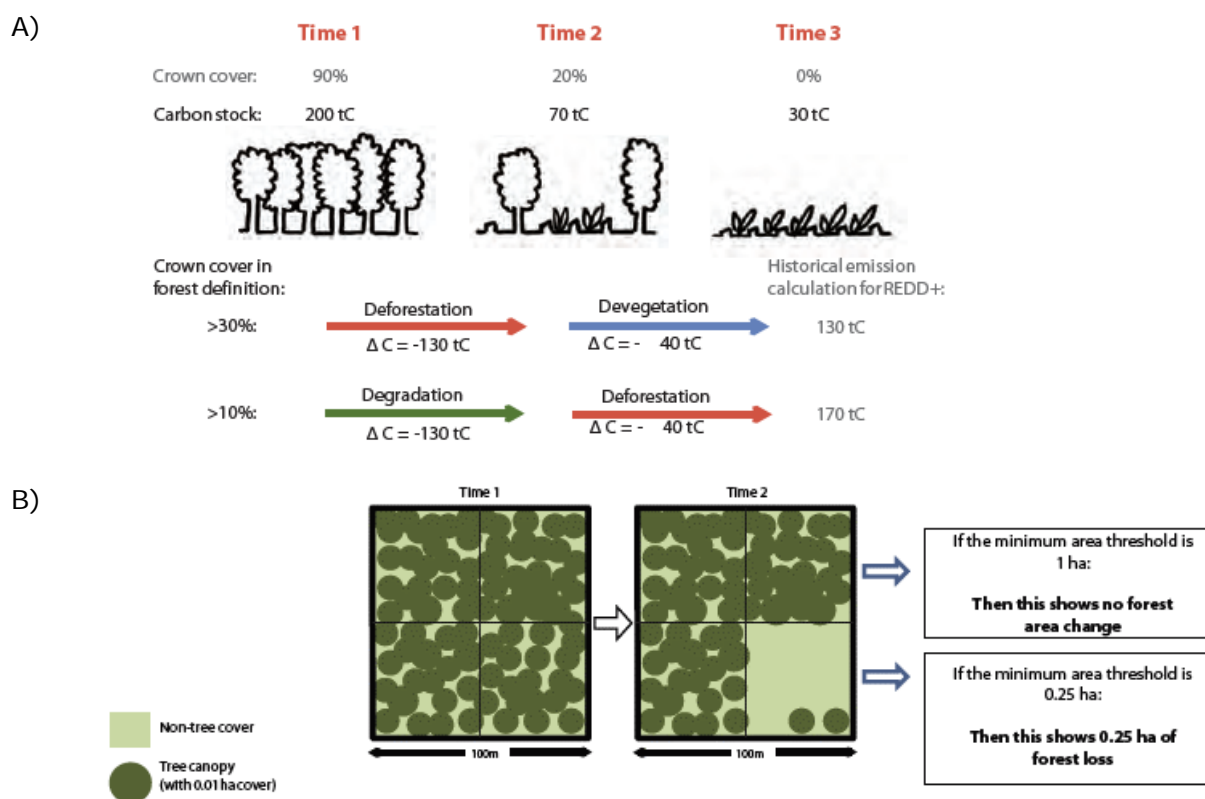 A)
Time 1 Time 2 Time 3
Crown cover: 90% 20% 0%
Carbon stock: 200 tC 70 tC 30 tC
Crown cover in
forest definition:
Historical emission
calculation for REDD+:
>30%: Deforestation Devegetation 130 tC
Δ C = -130 tC Δ C = - 40 tC
>10%: Degradation Deforestation 170 tC
Δ C = -130 tC Δ C = - 40 tC
B)
Time 1 Time 2
If the minimum area threshold is
1 ha:
Then this shows no forest
area change
If the minimum area threshold is
0.25 ha:
Then this shows 0.25 ha of
forest loss
Non-tree cover
Tree canopy
(with 0.01 ha cover)
100m 100m